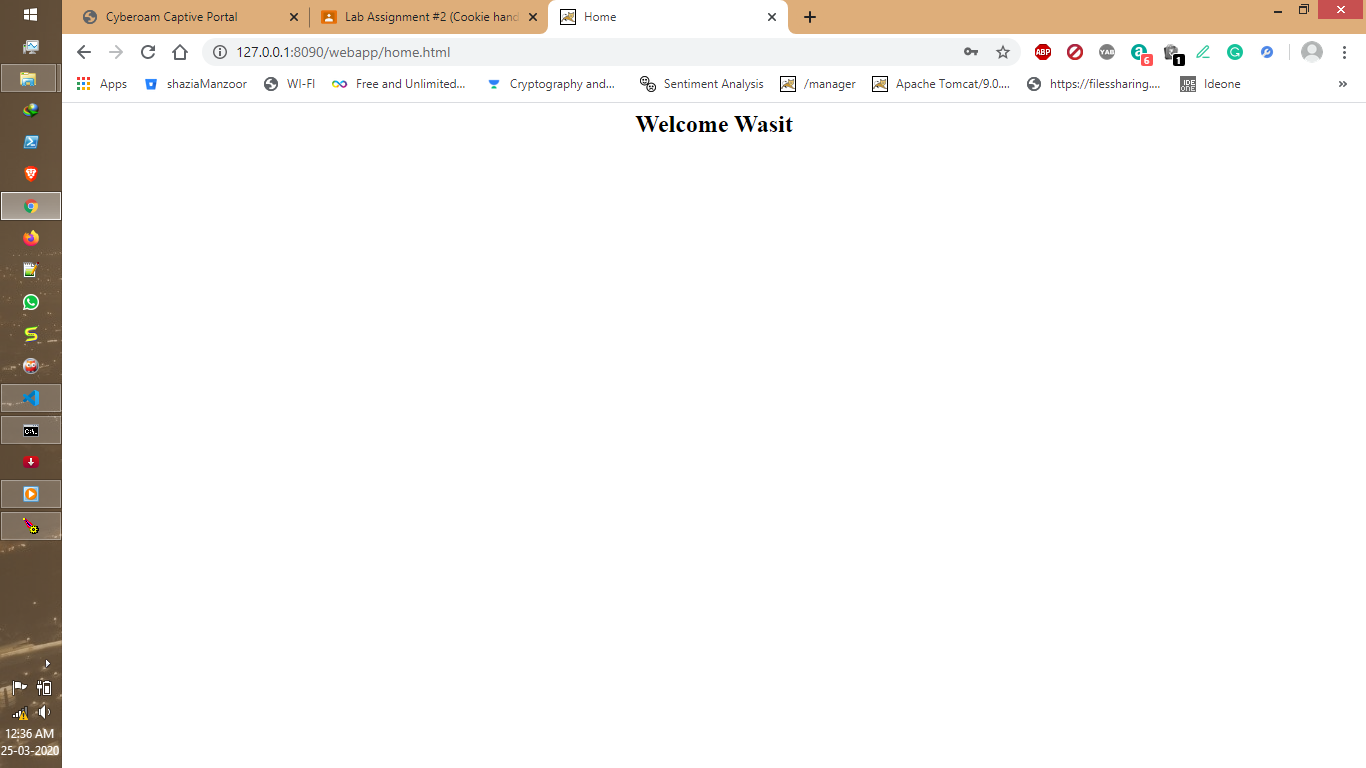 Cyberoam Captive Portal
Lab Assignment #2 (Cookie hand
Home
127.0.0.1:8090/webapp/home.html
ABP
YAB
6
1
Apps
shaziaManzoor
WI-FI
Free and Unlimited...
Cryptography and...
Sentiment Analysis
/manager
Apache Tomcat/9.0....
https://filessharing....
IDE
ONE
Ideone
»
Welcome Wasit
C:\.
12:36 AM
25-03-2020